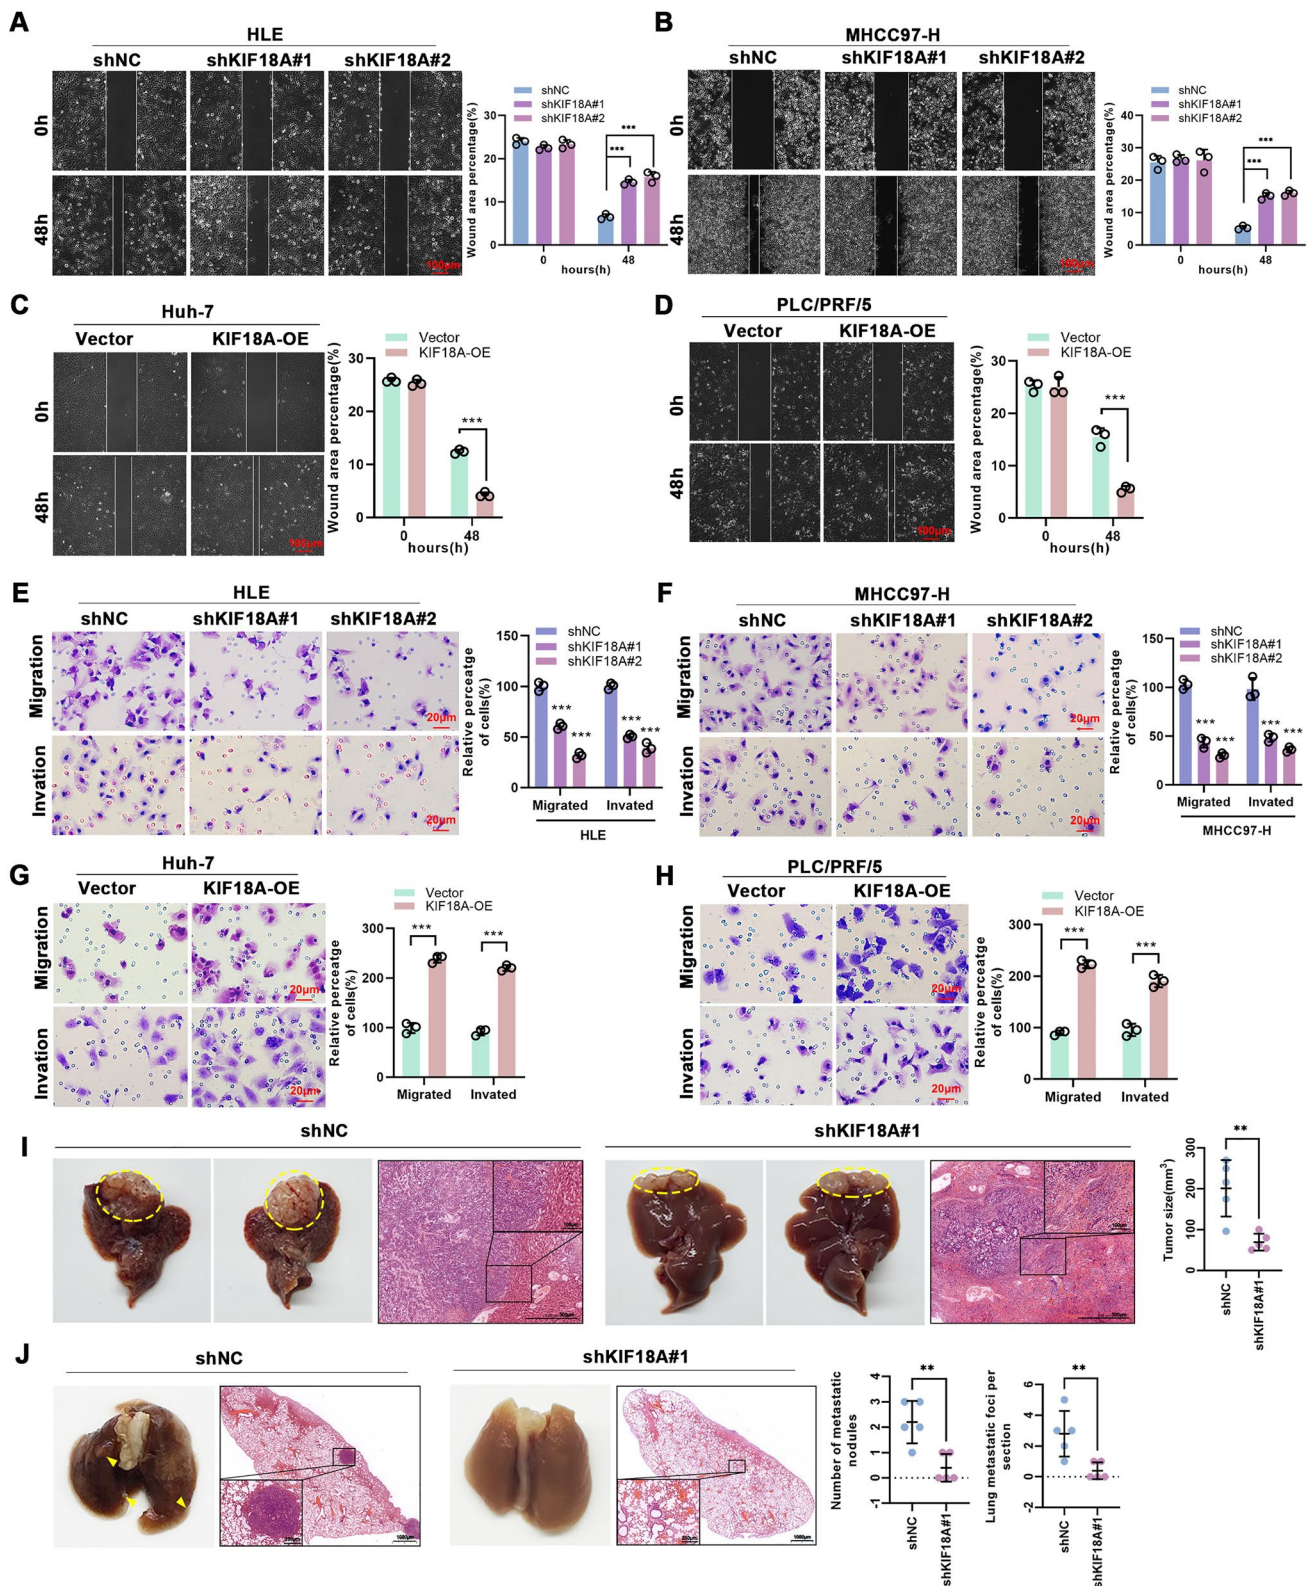 A
HLE
shNC shKIF18A#1 shKIF18A#2
0h
48h
100μm
shNC
shKIF18A#1
shKIF18A#2
Wound area percentage(%)
30
20
10
0
***
***
0 48
hours(h)
B
MHCC97-H
shNC shKIF18A#1 shKIF18A#2
0h
48h
100μm
shNC
shKIF18A#1
shKIF18A#2
Wound area percentage(%)
40
30
20
10
0
***
***
0 48
hours(h)
C
Huh-7
Vector KIF18A-OE
0h
48h
100μm
Vector
KIF18A-OE
Wound area percentage(%)
30
20
10
0
***
0 48
hours(h)
D
PLC/PRF/5
Vector KIF18A-OE
0h
48h
100μm
Vector
KIF18A-OE
Wound area percentage(%)
30
20
10
0
***
0 48
hours(h)
E
HLE
shNC shKIF18A#1 shKIF18A#2
Migration
20μm
Invation
20μm
shNC
shKIF18A#1
shKIF18A#2
Relative perceatge
of cells(%)
150
100
50
0
*** *** *** ***
Migrated Invated
HLE
F
MHCC97-H
shNC shKIF18A#1 shKIF18A#2
Migration
20μm
Invation
20μm
shNC
shKIF18A#1
shKIF18A#2
Relative perceatge
of cells(%)
150
100
50
0
*** *** *** ***
Migrated Invated
MHCC97-H
G
Huh-7
Vector KIF18A-OE
Migration
20μm
Invation
20μm
Vector
KIF18A-OE
Relative perceatge
of cells(%)
300
200
100
0
*** ***
Migrated Invated
H
PLC/PRF/5
Vector KIF18A-OE
Migration
20μm
Invation
20μm
Vector
KIF18A-OE
Relative perceatge
of cells(%)
300
200
100
0
*** ***
Migrated Invated
I
shNC shKIF18A#1
Tumor size(mm³)
300
200
100
0
**
shNC
shKIF18A#1
J
shNC shKIF18A#1
1000μm
1000μm
Number of metastatic
nodules
4
3
2
1
0
-1
**
shNC
shKIF18A#1
Lung metastatic foci per
section
6
4
2
0
-2
**
shNC
shKIF18A#1